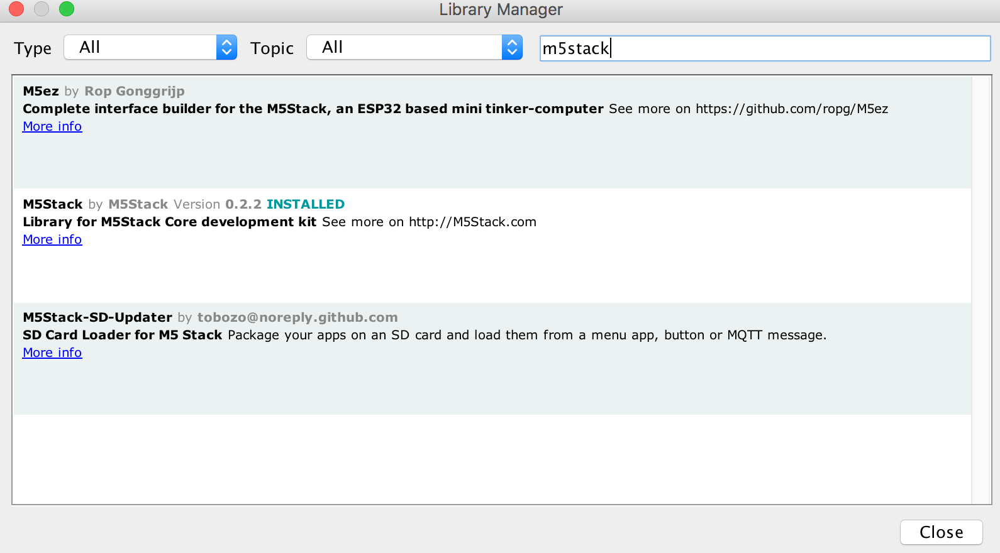 Library Manager
Type All Topic All m5stack
M5ez by Rop Gonggrijp
Complete interface builder for the M5Stack, an ESP32 based mini tinker-computer See more on https://github.com/ropg/M5ez
More info
M5Stack by M5Stack Version 0.2.2 INSTALLED
Library for M5Stack Core development kit See more on http://M5Stack.com
More info
M5Stack-SD-Updater by tobozo@noreply.github.com
SD Card Loader for M5 Stack Package your apps on an SD card and load them from a menu app, button or MQTT message.
More info
Close